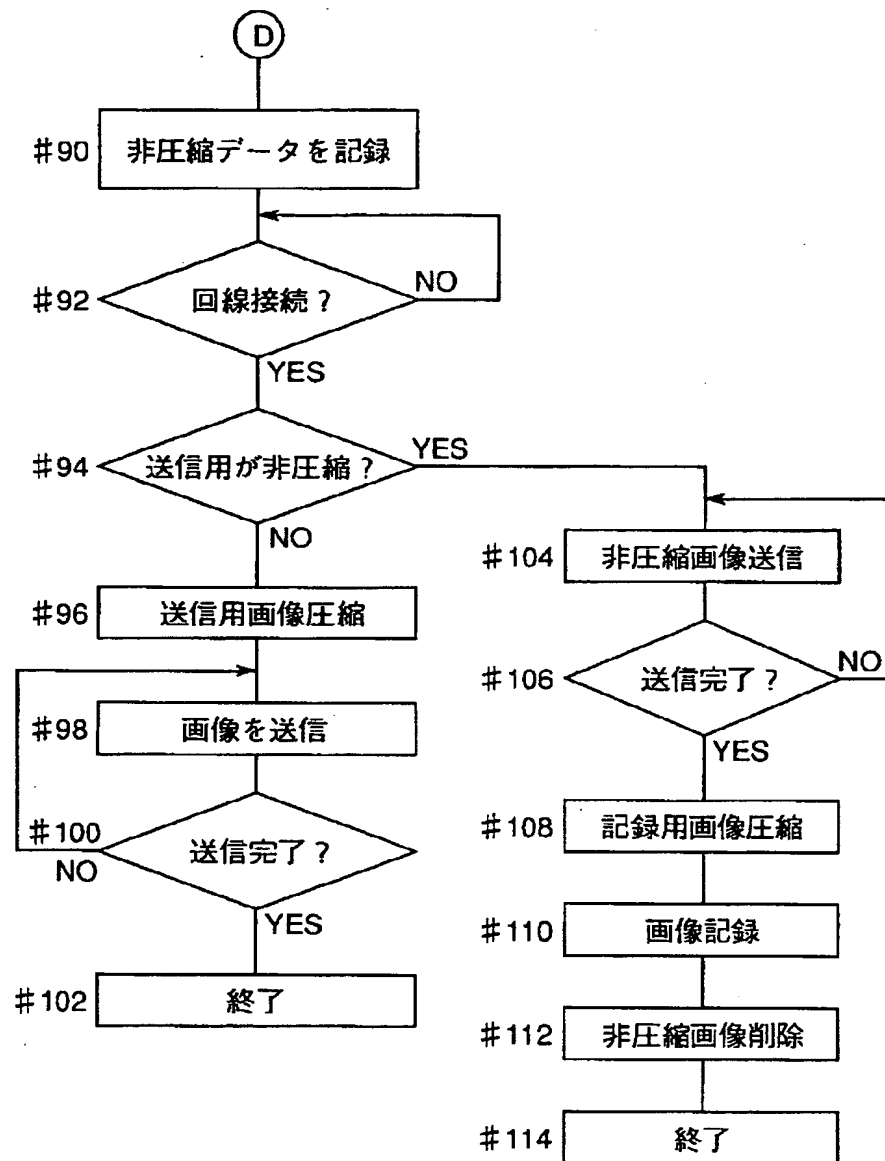 D
#90 非圧縮データを記録
#92 回線接続?
NO
YES
#94 送信用が非圧縮?
YES
NO
#96 送信用画像圧縮
#98 画像を送信
#100 送信完了?
NO
YES
#102 終了
#104 非圧縮画像送信
#106 送信完了?
NO
YES
#108 記録用画像圧縮
#110 画像記録
#112 非圧縮画像削除
#114 終了